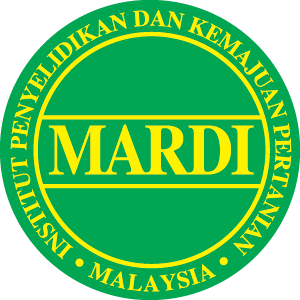 INSTITUT PENYELIDIKAN DAN KEMAJUAN PERTANIAN
MARDI
• MALAYSIA •